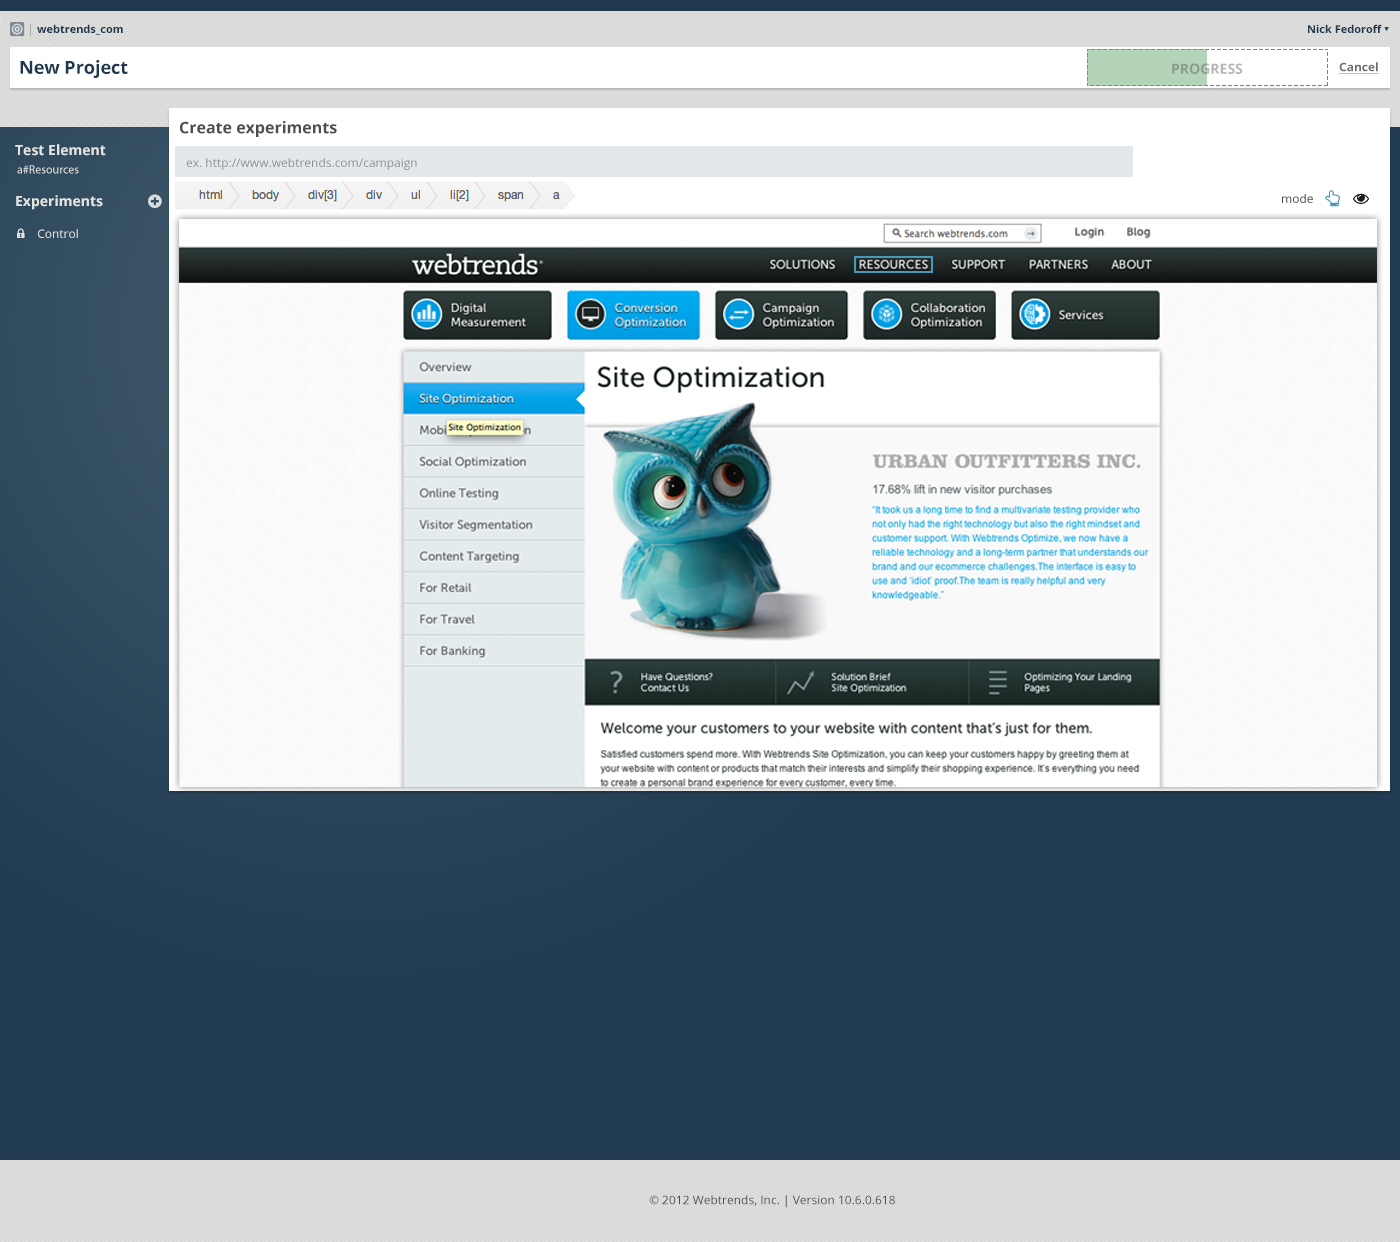 webtrends_com
Nick Fedoroff
New Project
PROGRESS
Cancel
Create experiments
Test Element
a#Resources
Experiments
Control
ex. http://www.webtrends.com/campaign
html body div[3] div ul li[2] span a
mode
Search webtrends.com
Login
Blog
webtrends
SOLUTIONS RESOURCES SUPPORT PARTNERS ABOUT
Digital
Measurement
Conversion
Optimization
Campaign
Optimization
Collaboration
Optimization
Services
Overview
Site Optimization
Mobi n
Site Optimization
Social Optimization
Online Testing
Visitor Segmentation
Content Targeting
For Retail
For Travel
For Banking
Site Optimization
URBAN OUTFITTERS INC.
17.68% lift in new visitor purchases
"It took us a long time to find a multivariate testing provider who
not only had the right technology but also the right mindset and
customer support. With Webtrends Optimize, we now have a
reliable technology and a long-term partner that understands our
brand and our ecommerce challenges.The interface is easy to
use and 'idiot' proof.The team is really helpful and very
knowledgeable."
Have Questions?
Contact Us
Solution Brief
Site Optimization
Optimizing Your Landing
Pages
Welcome your customers to your website with content that's just for them.
Satisfied customers spend more. With Webtrends Site Optimization, you can keep your customers happy by greeting them at
your website with content or products that match their interests and simplify their shopping experience. It's everything you need
to create a personal brand experience for every customer, every time.
© 2012 Webtrends, Inc. | Version 10.6.0.618